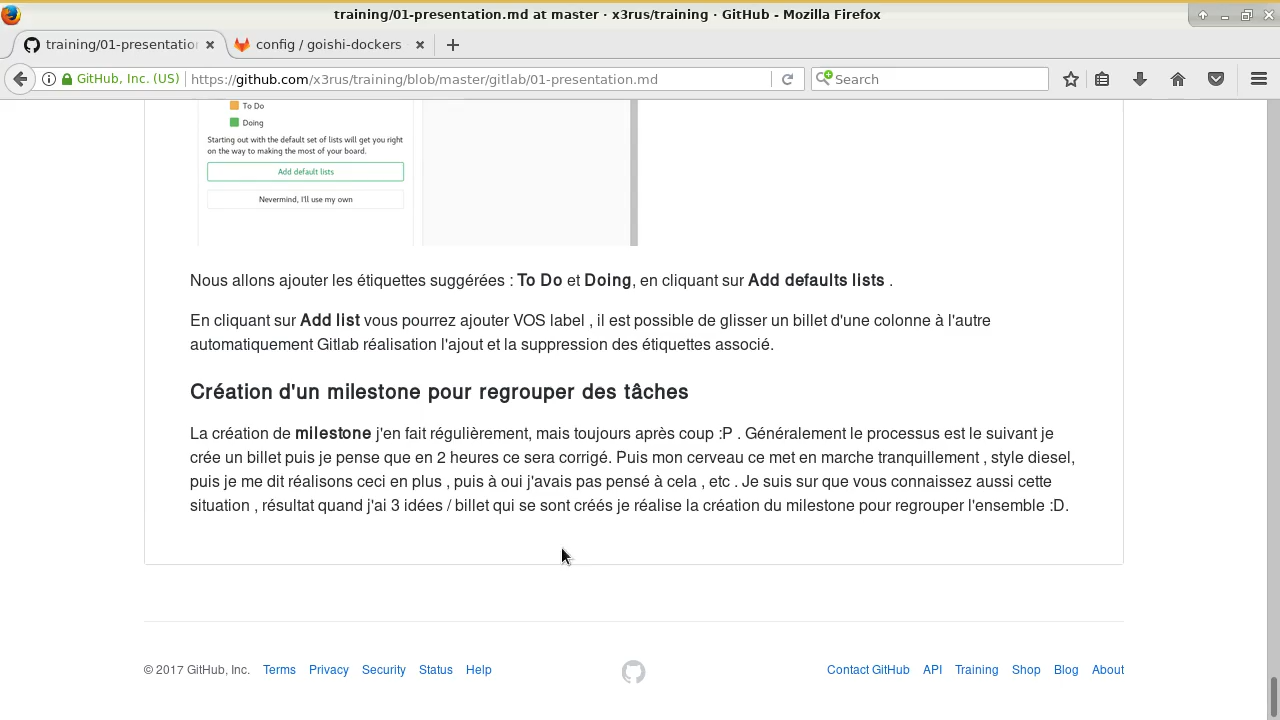 training/01-presentation.md at master · x3rus/training · GitHub - Mozilla Firefox
training/01-presentation
config / goishi-dockers
GitHub, Inc. (US)
https://github.com/x3rus/training/blob/master/gitlab/01-presentation.md
Search
To Do
Doing
Starting out with the default set of lists will get you right
on the way to making the most of your board.
Add default lists
Nevermind, I'll use my own
Nous allons ajouter les étiquettes suggérées : To Do et Doing, en cliquant sur Add defaults lists .
En cliquant sur Add list vous pourrez ajouter VOS label , il est possible de glisser un billet d'une colonne à l'autre
automatiquement Gitlab réalisation l'ajout et la suppression des étiquettes associé.
Création d'un milestone pour regrouper des tâches
La création de milestone j'en fait régulièrement, mais toujours après coup :P . Généralement le processus est le suivant je
crée un billet puis je pense que en 2 heures ce sera corrigé. Puis mon cerveau ce met en marche tranquillement , style diesel,
puis je me dit réalisons ceci en plus , puis à oui j'avais pas pensé à cela , etc . Je suis sur que vous connaissez aussi cette
situation , résultat quand j'ai 3 idées / billet qui se sont créés je réalise la création du milestone pour regrouper l'ensemble :D.
© 2017 GitHub, Inc. Terms Privacy Security Status Help
Contact GitHub API Training Shop Blog About